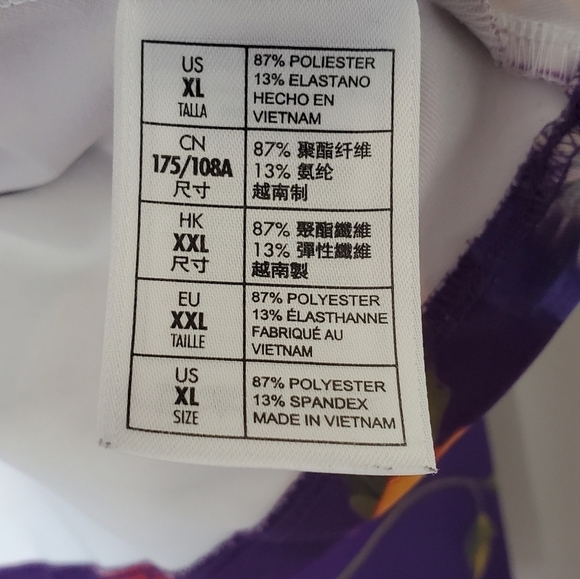 US
XL
TALLA
87% POLIESTER
13% ELASTANO
HECHO EN
VIETNAM
CN
175/108A
尺寸
87% 聚酯纤维
13% 氨纶
越南制
HK
XXL
尺寸
87% 聚酯纖維
13% 彈性纖維
越南製
EU
XXL
TAILLE
87% POLYESTER
13% ÉLASTHANNE
FABRIQUÉ AU
VIETNAM
US
XL
SIZE
87% POLYESTER
13% SPANDEX
MADE IN VIETNAM